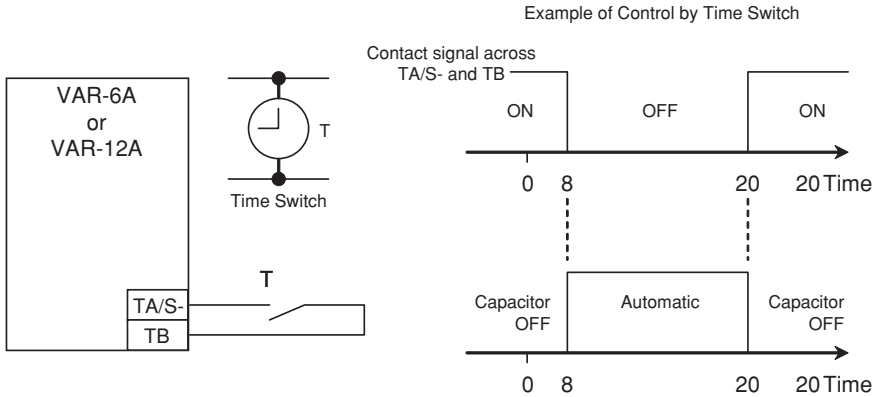 Example of Control by Time Switch
Contact signal across
TA/S- and TB
VAR-6A
or
VAR-12A
T
Time Switch
ON
OFF
ON
0 8 20 20 Time
T
TA/S-
TB
Capacitor
OFF
Automatic
Capacitor
OFF
0 8 20 20 Time